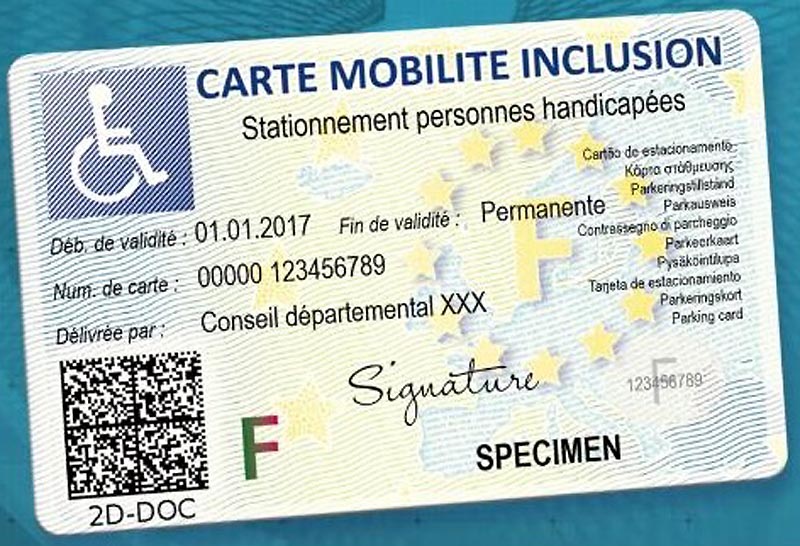 CARTE MOBILITE INCLUSION
Stationnement personnes handicapées
Cartão de estacionamento
Κάρτα στάθμευσης
Parkeringstillstånd
Parkausweis
Contrassegno di parcheggio
Parkeerkaart
Pysäköintilupa
Tarjeta de estacionamiento
Parkeringskort
Parking card
Déb. de validité : 01.01.2017 Fin de validité : Permanente
Num. de carte : 00000 123456789
Délivrée par : Conseil départemental XXX
F
Signature
F
123456789
F
SPECIMEN
2D-DOC